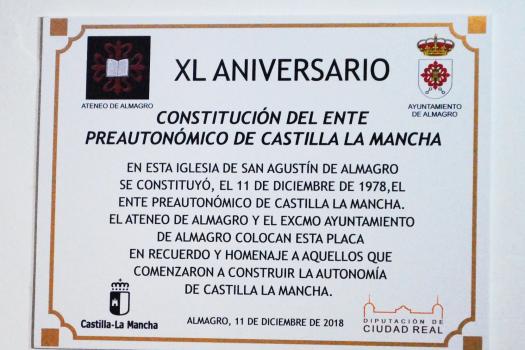 XL ANIVERSARIO
ATENEO DE ALMAGRO
AYUNTAMIENTO
DE ALMAGRO
CONSTITUCIÓN DEL ENTE
PREAUTONÓMICO DE CASTILLA LA MANCHA
EN ESTA IGLESIA DE SAN AGUSTÍN DE ALMAGRO
SE CONSTITUYÓ, EL 11 DE DICIEMBRE DE 1978,EL
ENTE PREAUTONÓMICO DE CASTILLA LA MANCHA.
EL ATENEO DE ALMAGRO Y EL EXCMO AYUNTAMIENTO
DE ALMAGRO COLOCAN ESTA PLACA
EN RECUERDO Y HOMENAJE A AQUELLOS QUE
COMENZARON A CONSTRUIR LA AUTONOMÍA
DE CASTILLA LA MANCHA.
Castilla-La Mancha
ALMAGRO, 11 DE DICIEMBRE DE 2018
DIPUTACIÓN DE
CIUDAD REAL